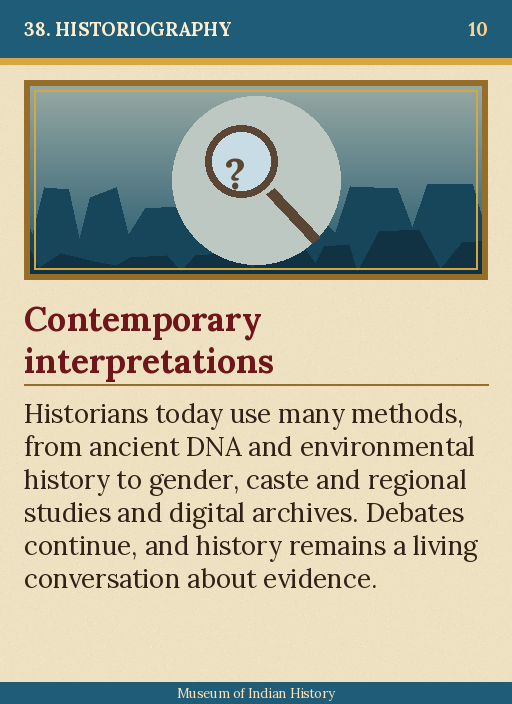 38. HISTORIOGRAPHY
10
?
Contemporary
interpretations
Historians today use many methods,
from ancient DNA and environmental
history to gender, caste and regional
studies and digital archives. Debates
continue, and history remains a living
conversation about evidence.
Museum of Indian History